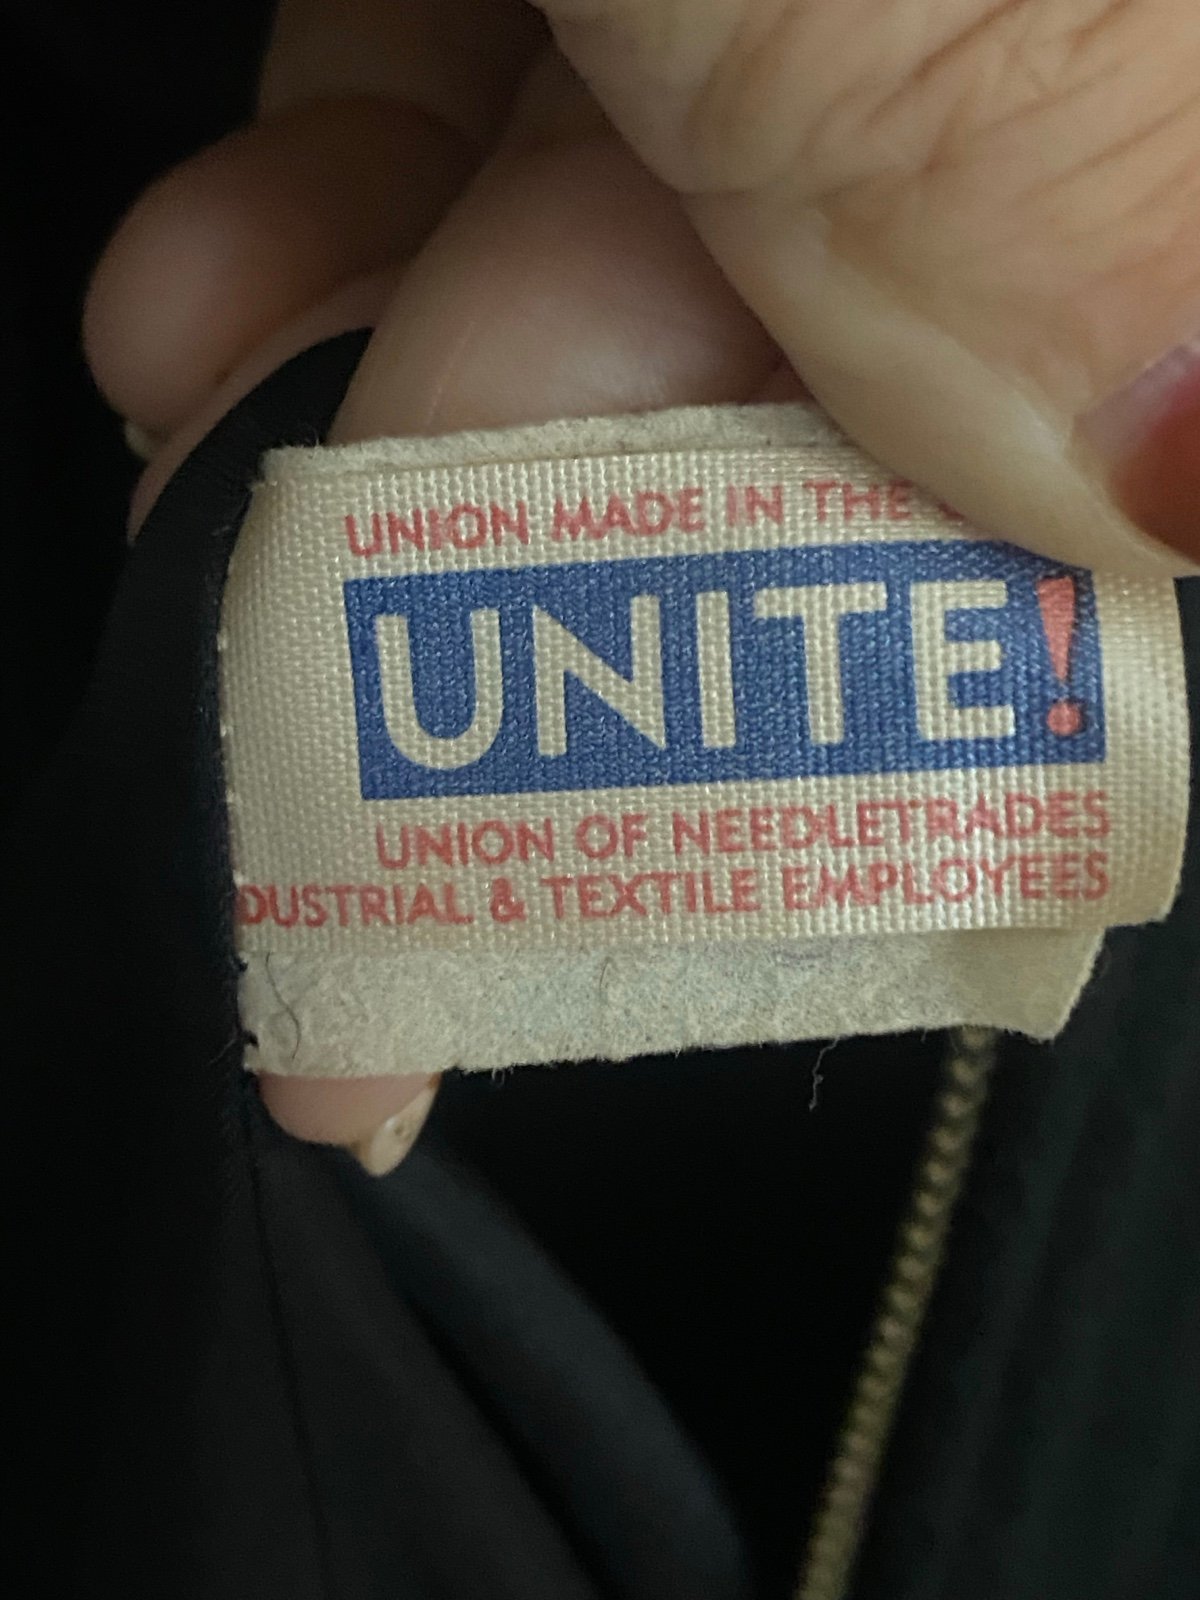 UNION MADE IN THE
UNITE!
UNION OF NEEDLETRADES
DUSTRIAL & TEXTILE EMPLOYEES